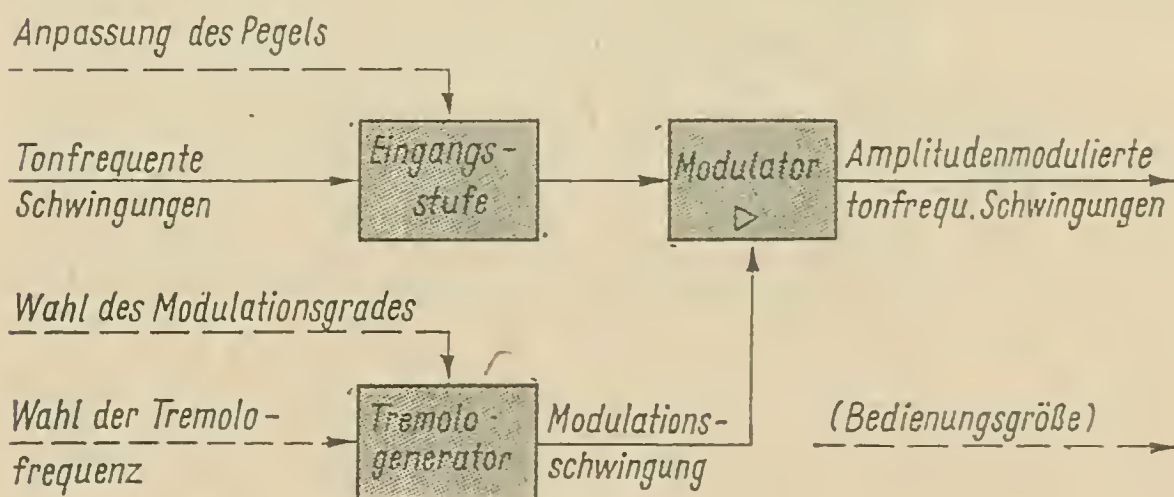 Anpassung des Pegels
Tonfrequente
Schwingungen
Eingangs-
stufe
Modulator
Amplitudenmodulierte
tonfrequ. Schwingungen
Wahl des Modulationsgrades
Wahl der Tremolo-
frequenz
Tremolo-
generator
Modulations-
schwingung
(Bedienungsgröße)